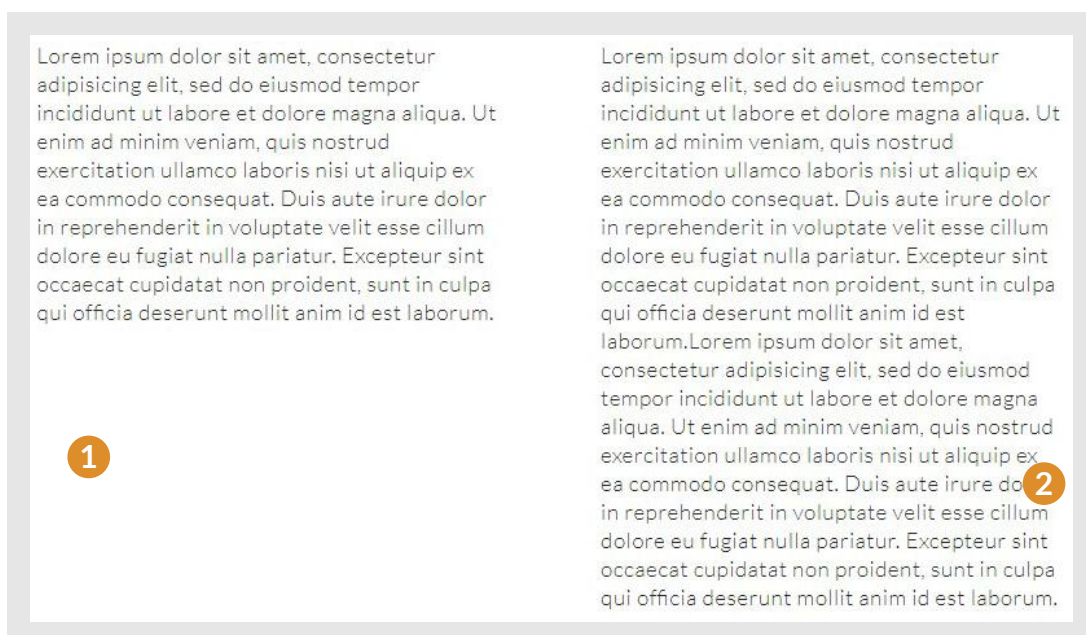 Lorem ipsum dolor sit amet, consectetur
adipisicing elit, sed do eiusmod tempor
incididunt ut labore et dolore magna aliqua. Ut
enim ad minim veniam, quis nostrud
exercitation ullamco laboris nisi ut aliquip ex
ea commodo consequat. Duis aute irure dolor
in reprehenderit in voluptate velit esse cillum
dolore eu fugiat nulla pariatur. Excepteur sint
occaecat cupidatat non proident, sunt in culpa
qui officia deserunt mollit anim id est laborum.
1
Lorem ipsum dolor sit amet, consectetur
adipisicing elit, sed do eiusmod tempor
incididunt ut labore et dolore magna aliqua. Ut
enim ad minim veniam, quis nostrud
exercitation ullamco laboris nisi ut aliquip ex
ea commodo consequat. Duis aute irure dolor
in reprehenderit in voluptate velit esse cillum
dolore eu fugiat nulla pariatur. Excepteur sint
occaecat cupidatat non proident, sunt in culpa
qui officia deserunt mollit anim id est
laborum.Lorem ipsum dolor sit amet,
consectetur adipisicing elit, sed do eiusmod
tempor incididunt ut labore et dolore magna
aliqua. Ut enim ad minim veniam, quis nostrud
exercitation ullamco laboris nisi ut aliquip ex
ea commodo consequat. Duis aute irure
2
in reprehenderit in voluptate velit esse cillum
dolore eu fugiat nulla pariatur. Excepteur sint
occaecat cupidatat non proident, sunt in culpa
qui officia deserunt mollit anim id est laborum.